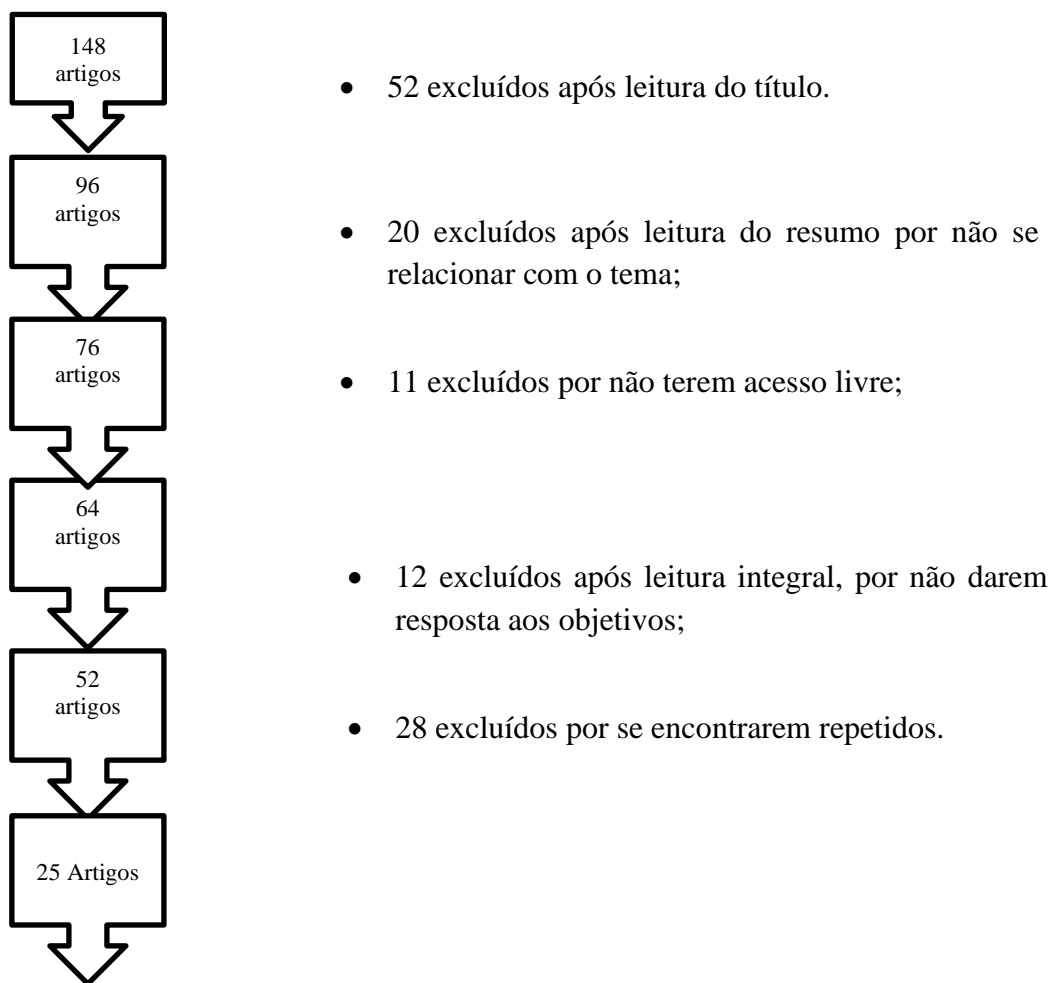 148
artigos
• 52 excluídos após leitura do título.
96
artigos
• 20 excluídos após leitura do resumo por não se
relacionar com o tema;
76
artigos
• 11 excluídos por não terem acesso livre;
64
artigos
• 12 excluídos após leitura integral, por não darem
resposta aos objetivos;
52
artigos
• 28 excluídos por se encontrarem repetidos.
25 Artigos